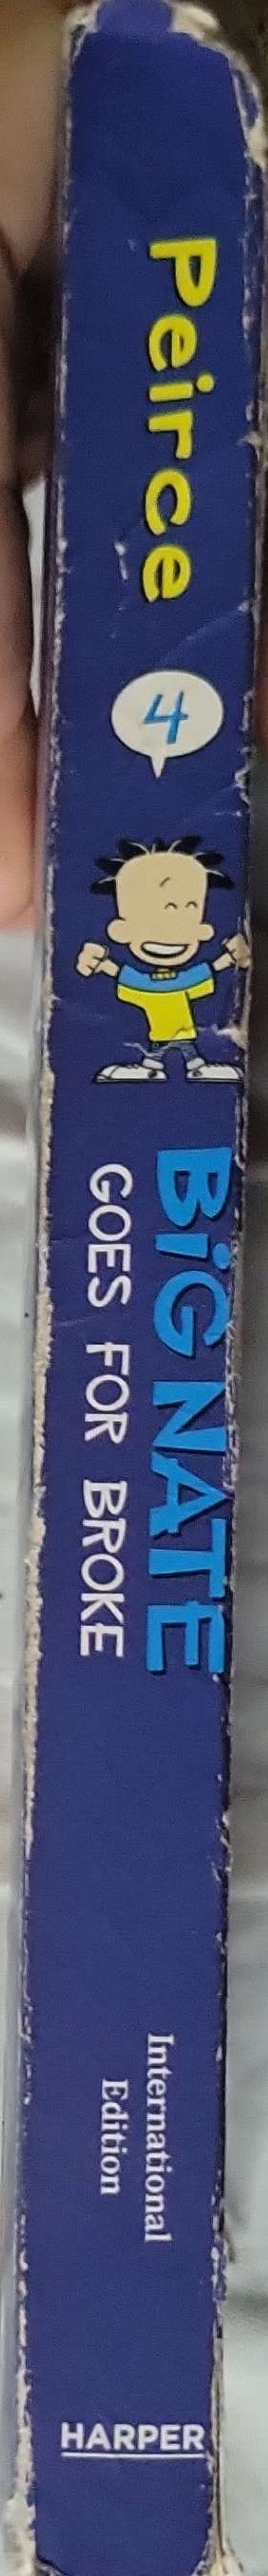 Peirce
4
BiG NATE
GOES FOR BROKE
International
Edition
HARPER